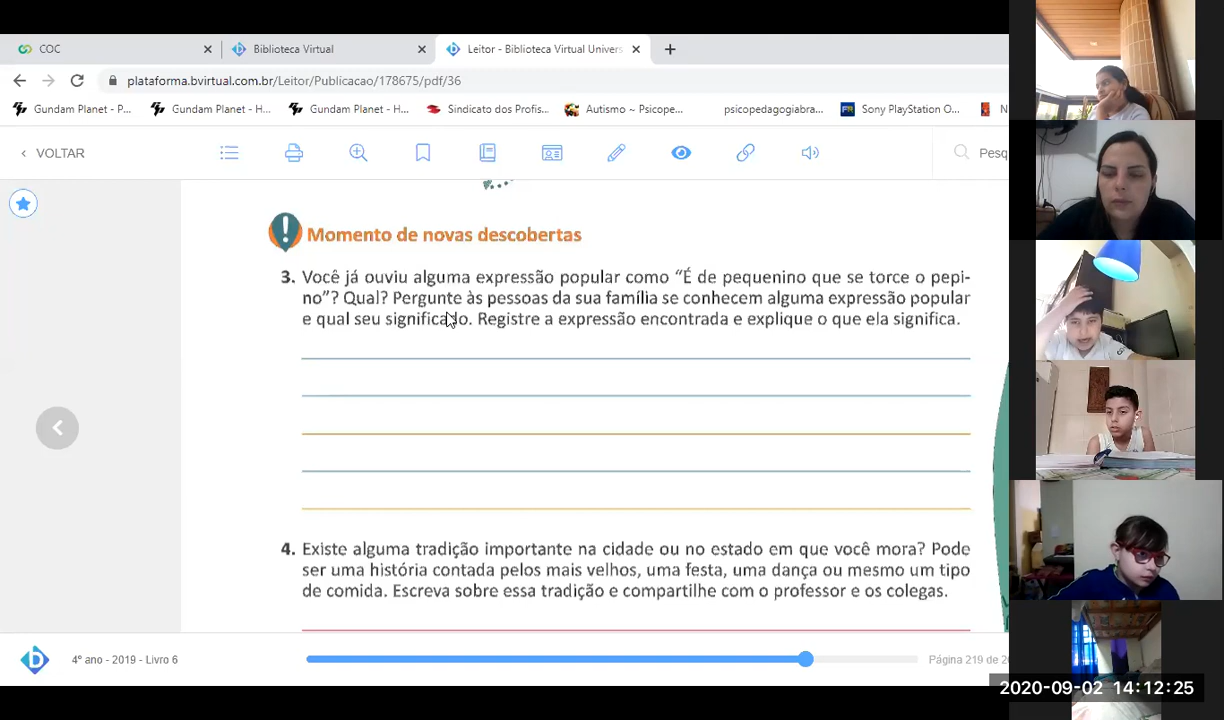 COC
Biblioteca Virtual
Leitor - Biblioteca Virtual Univers
plataforma.bvirtual.com.br/Leitor/Publicacao/178675/pdf/36
Gundam Planet - P...
Gundam Planet - H...
Gundam Planet - H...
Sindicato dos Profis...
Autismo ~ Psicope...
psicopedagogiabra...
Sony PlayStation O...
N
VOLTAR
Pesq
Momento de novas descobertas
3. Você já ouviu alguma expressão popular como “É de pequenino que se torce o pepi-
no”? Qual? Pergunte às pessoas da sua família se conhecem alguma expressão popular
e qual seu significado. Registre a expressão encontrada e explique o que ela significa.
4. Existe alguma tradição importante na cidade ou no estado em que você mora? Pode
ser uma história contada pelos mais velhos, uma festa, uma dança ou mesmo um tipo
de comida. Escreva sobre essa tradição e compartilhe com o professor e os colegas.
4º ano - 2019 - Livro 6
Página 219 de 2
2020-09-02 14:12:25